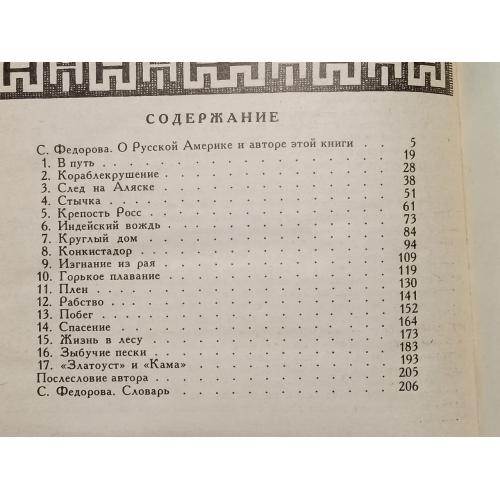 СОДЕРЖАНИЕ
С. Федорова. О Русской Америке и авторе этой книги . . 5
1. В путь . . . . . . . . . . . . . . . . . 19
2. Кораблекрушение . . . . . . . . . . . . . 28
3. След на Аляске . . . . . . . . . . . . . 38
4. Стычка . . . . . . . . . . . . . . . . . 51
5. Крепость Росс . . . . . . . . . . . . . . 61
6. Индейский вождь . . . . . . . . . . . . . 73
7. Круглый дом . . . . . . . . . . . . . . . 84
8. Конкистадор . . . . . . . . . . . . . . . 94
9. Изгнание из рая . . . . . . . . . . . . . 109
10. Горькое плавание . . . . . . . . . . . . 119
11. Плен . . . . . . . . . . . . . . . . . . 130
12. Рабство . . . . . . . . . . . . . . . . 141
13. Побег . . . . . . . . . . . . . . . . . 152
14. Спасение . . . . . . . . . . . . . . . . 164
15. Жизнь в лесу . . . . . . . . . . . . . . 173
16. Зыбучие пески . . . . . . . . . . . . . 183
17. «Златоуст» и «Кама» . . . . . . . . . . . 193
Послесловие автора . . . . . . . . . . . . . 205
С. Федорова. Словарь . . . . . . . . . . . . 206